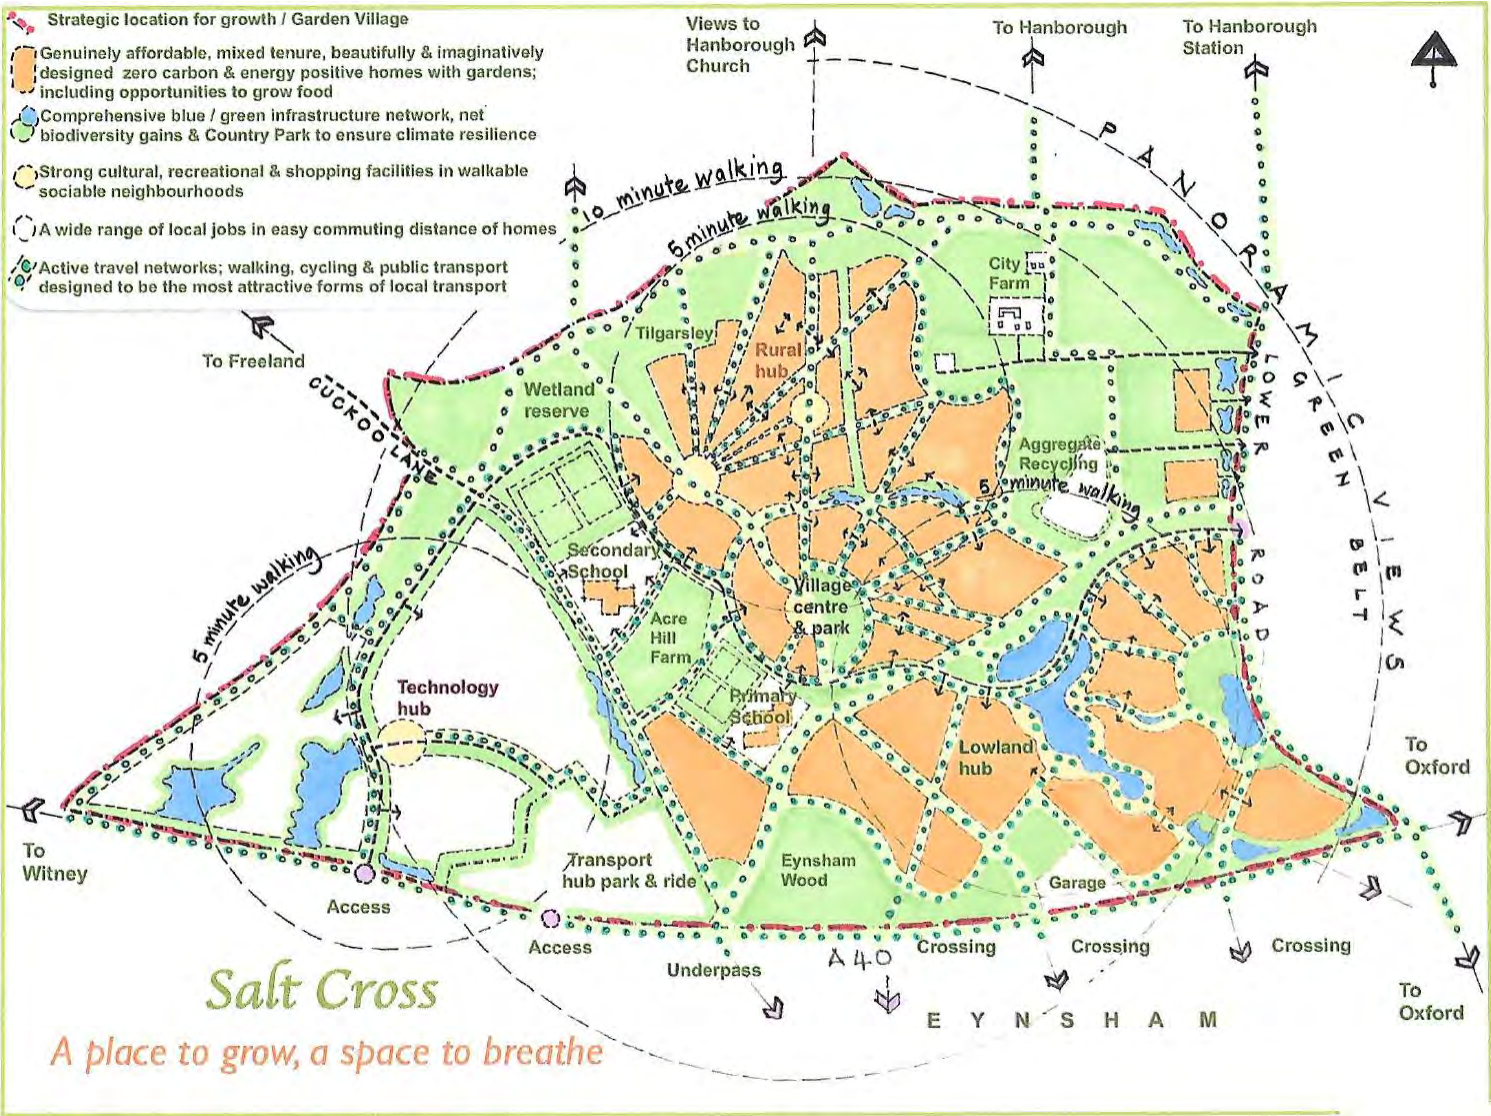 Strategic location for growth / Garden Village
Genuinely affordable, mixed tenure, beautifully & imaginatively
designed zero carbon & energy positive homes with gardens;
including opportunities to grow food
Comprehensive blue / green infrastructure network, net
biodiversity gains & Country Park to ensure climate resilience
Strong cultural, recreational & shopping facilities in walkable
sociable neighbourhoods
A wide range of local jobs in easy commuting distance of homes
Active travel networks; walking, cycling & public transport
designed to be the most attractive forms of local transport
Views to
Hanborough
Church
To Hanborough
To Hanborough
Station
PANORAMIC VIEWS
GREEN BELT
10 minute walking
5 minute walking
To Freeland
CUCKOO LANE
Tilgarsley
Rural
hub
City
Farm
Wetland
reserve
Aggregate
Recycling
5 minute walking
LOWER ROAD
Secondary
School
Village
centre
& park
Acre
Hill
Farm
5 minute walking
Technology
hub
Primary
School
Lowland
hub
To
Oxford
To
Witney
Transport
hub park & ride
Eynsham
Wood
Garage
Access
Access
Underpass
A40
Crossing
Crossing
Crossing
To
Oxford
EYNSHAM
Salt Cross
A place to grow, a space to breathe